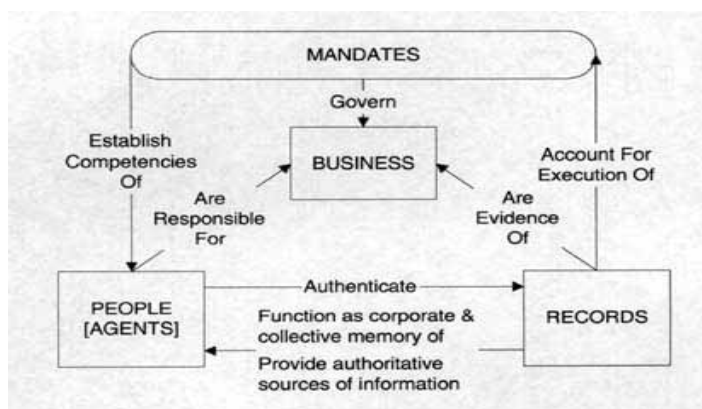 MANDATES
Govern
Establish
Competencies
Of
BUSINESS
Account For
Execution Of
Are
Responsible
For
Are
Evidence
Of
PEOPLE
[AGENTS]
Authenticate
Function as corporate &
collective memory of
Provide authoritative
sources of information
RECORDS